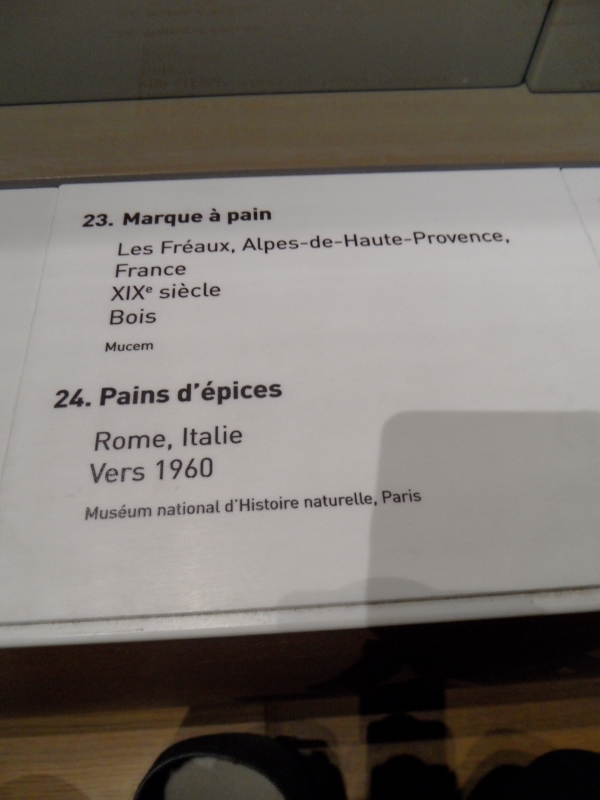 23. Marque à pain
Les Fréaux, Alpes-de-Haute-Provence,
France
XIXᵉ siècle
Bois
Mucem
24. Pains d'épices
Rome, Italie
Vers 1960
Muséum national d'Histoire naturelle, Paris